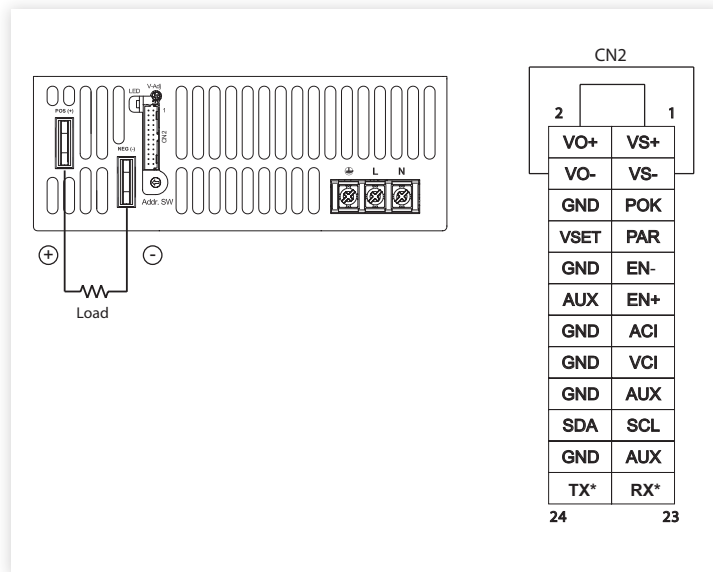 CN2
2 1
VO+ VS+
VO- VS-
GND POK
VSET PAR
GND EN-
AUX EN+
GND ACI
GND VCI
GND AUX
SDA SCL
GND AUX
TX* RX*
24 23
V-Adj
LED
1
POS (+)
CN2
NEG (-)
L N
Addr. SW
+ -
Load